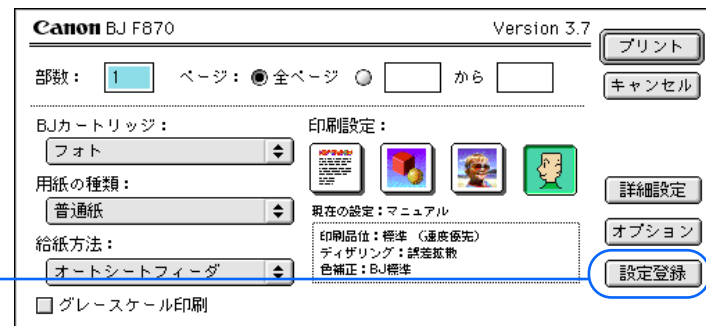 Canon BJ F870 Version 3.7
プリント
部数： 1 ページ： 全ページ から
キャンセル
BJカートリッジ：
フォト
用紙の種類：
普通紙
給紙方法：
オートシートフィーダ
グレースケール印刷
印刷設定：
現在の設定：マニュアル
印刷品位：標準 （速度優先）
ディザリング：誤差拡散
色補正：BJ標準
詳細設定
オプション
設定登録